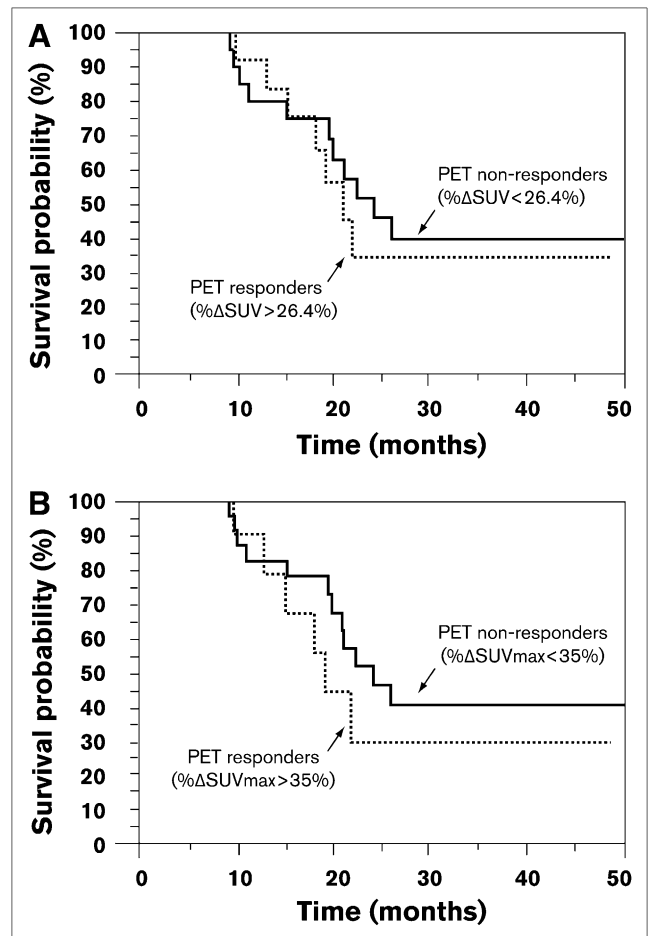 A
100
90
80
70
60
50
40
30
20
10
0
Survival probability (%)
PET non-responders
(%ΔSUV<26.4%)
PET responders
(%ΔSUV>26.4%)
0 10 20 30 40 50
Time (months)
B
100
90
80
70
60
50
40
30
20
10
0
Survival probability (%)
PET non-responders
(%ΔSUVmax<35%)
PET responders
(%ΔSUVmax>35%)
0 10 20 30 40 50
Time (months)